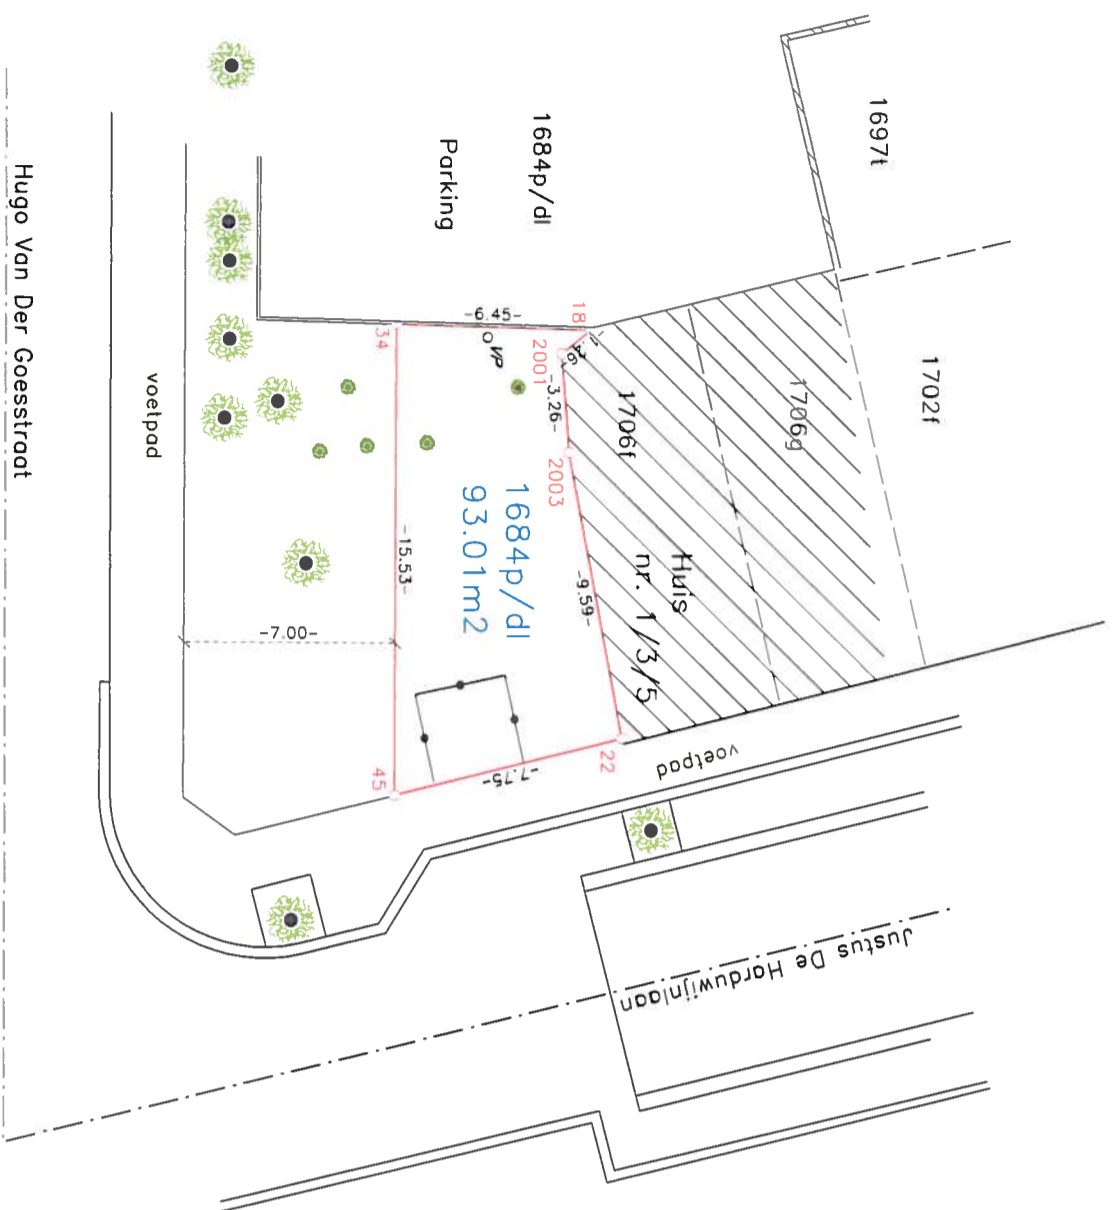 1697t
1702f
1706g
1706f
Huis
nr. 1/3/5
1684p/dl
Parking
18
-6.45-
34
VP
2001
-3.26-
2003
-9.59-
1684p/dl
93.01m2
-15.53-
-7.00-
22
-7.75-
45
voetpad
voetpad
Hugo Van Der Goesstraat
Justus De Harduwijnlaan